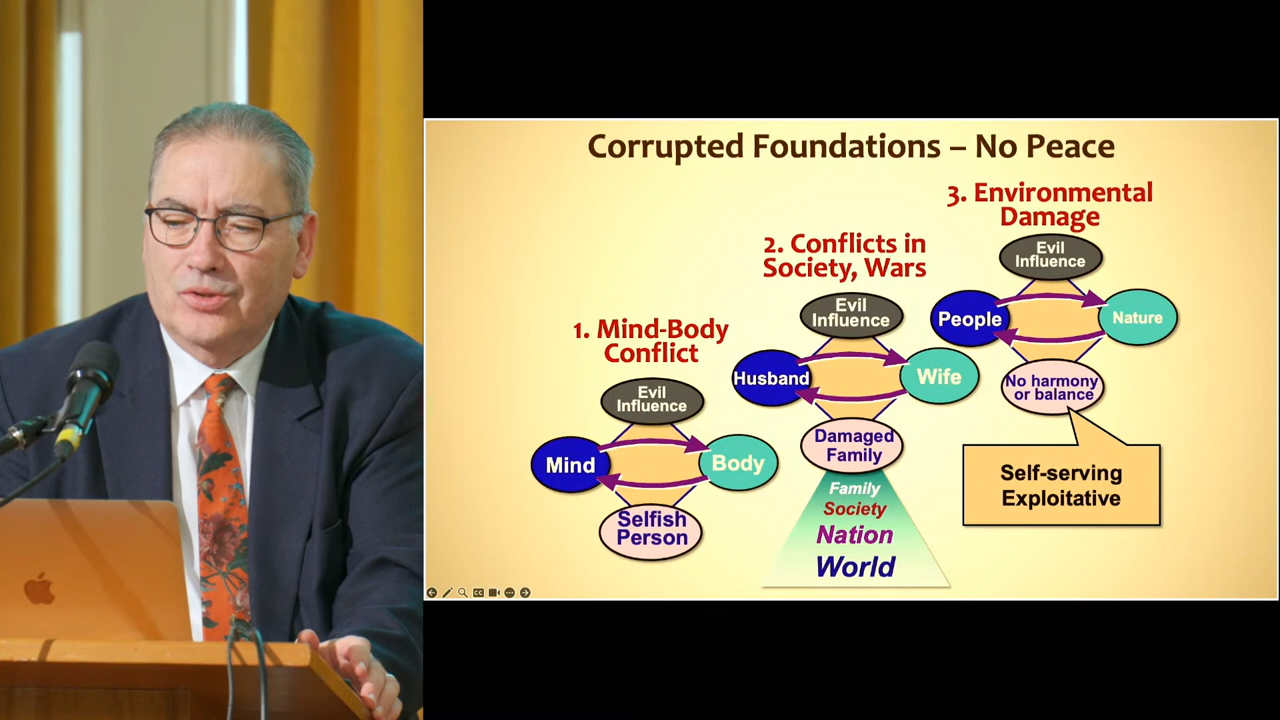 Corrupted Foundations – No Peace
1. Mind-Body
Conflict
Evil
Influence
Mind
Body
Selfish
Person
2. Conflicts in
Society, Wars
Evil
Influence
Husband
Wife
Damaged
Family
Family
Society
Nation
World
3. Environmental
Damage
Evil
Influence
People
Nature
No harmony
or balance
Self-serving
Exploitative